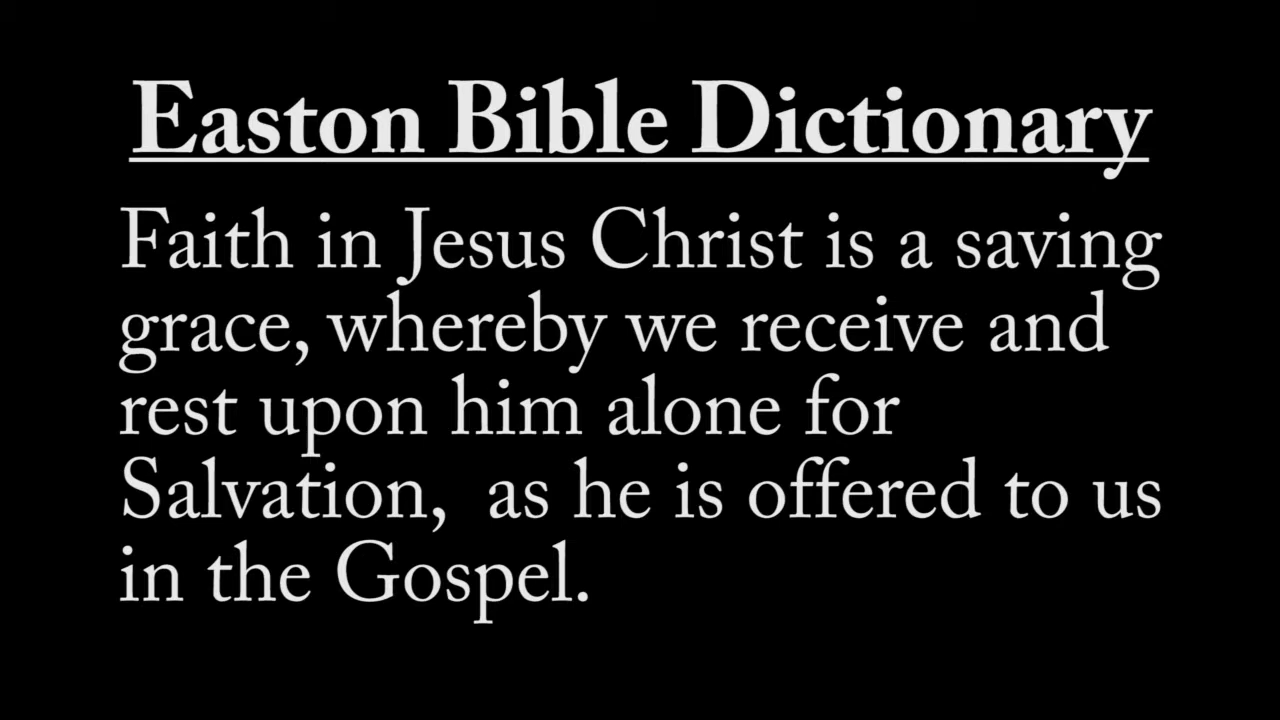 Easton Bible Dictionary
Faith in Jesus Christ is a saving
grace, whereby we receive and
rest upon him alone for
Salvation,  as he is offered to us
in the Gospel.